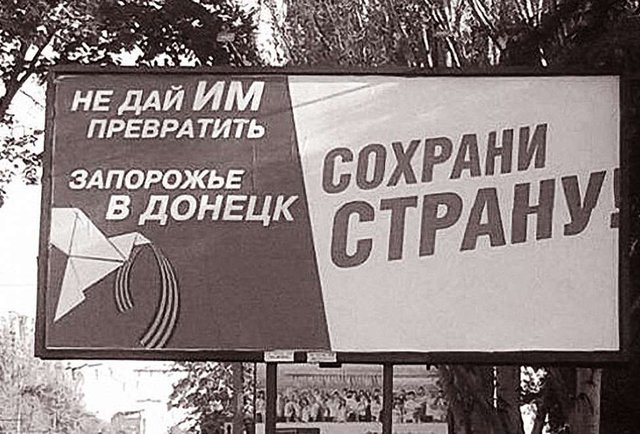 НЕ ДАЙ ИМ
ПРЕВРАТИТЬ
ЗАПОРОЖЬЕ
В ДОНЕЦК
СОХРАНИ
СТРАНУ!